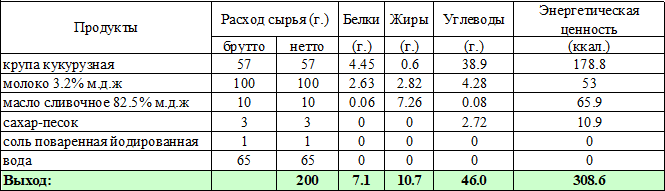 Продукты Расход сырья (г.) Белки Жиры Углеводы Энергетическая ценность
брутто нетто (г.) (г.) (г.) (ккал.)
крупа кукурузная 57 57 4.45 0.6 38.9 178.8
молоко 3.2% м.д.ж 100 100 2.63 2.82 4.28 53
масло сливочное 82.5% м.д.ж 10 10 0.06 7.26 0.08 65.9
сахар-песок 3 3 0 0 2.72 10.9
соль поваренная йодированная 1 1 0 0 0 0
вода 65 65 0 0 0 0
Выход: 200 7.1 10.7 46.0 308.6